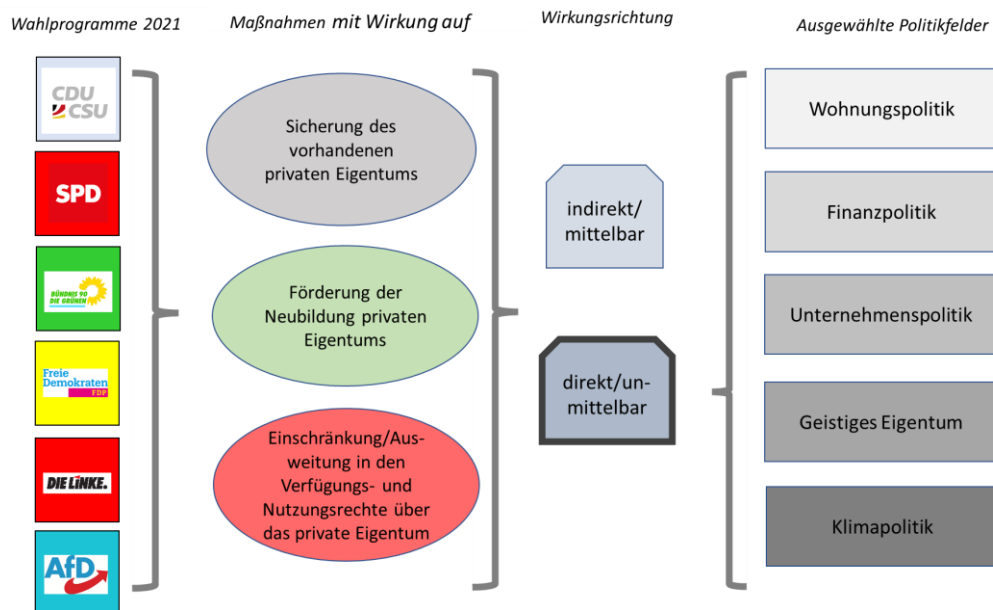 Wahlprogramme 2021
Maßnahmen mit Wirkung auf
Wirkungsrichtung
Ausgewählte Politikfelder
CDU
CSU
SPD
BÜNDNIS 90
DIE GRÜNEN
Freie
Demokraten
FDP
DIE LINKE.
AfD
Sicherung des
vorhandenen
privaten Eigentums
Förderung der
Neubildung privaten
Eigentums
Einschränkung/Aus-
weitung in den
Verfügungs- und
Nutzungsrechte über
das private Eigentum
indirekt/
mittelbar
direkt/un-
mittelbar
Wohnungspolitik
Finanzpolitik
Unternehmenspolitik
Geistiges Eigentum
Klimapolitik